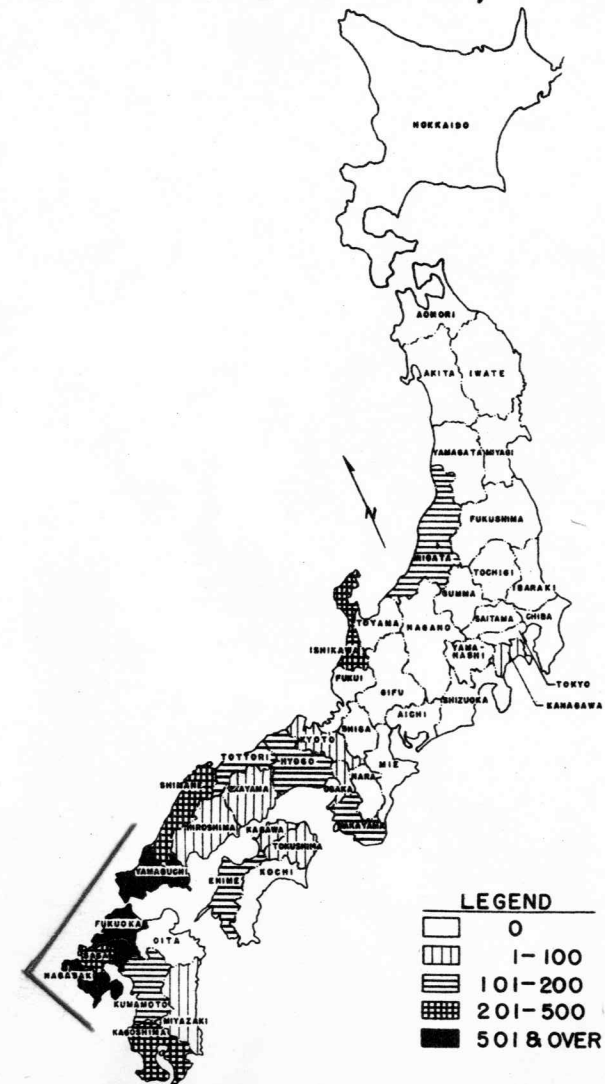 HOKKAIDO
AOMORI
AKITA
IWATE
YAMAGATA
MIYAGI
N
FUKUSHIMA
NIIGATA
TOCHIGI
IBARAKI
GUMMA
TOYAMA
NAGANO
SAITAMA
CHIBA
ISHIKAWA
YAMA-
NASHI
FUKUI
TOKYO
GIFU
KANAGAWA
SHIZUOKA
AICHI
SHIGA
KYOTO
MIE
TOTTORI
HYOGO
NARA
SHIMANE
OKAYAMA
OSAKA
HIROSHIMA
KAGAWA
WAKAYAMA
TOKUSHIMA
YAMAGUCHI
KOCHI
EHIME
FUKUOKA
OITA
SAGA
NAGASAKI
KUMAMOTO
MIYAZAKI
KAGOSHIMA
LEGEND
0
1-100
101-200
201-500
501 & OVER